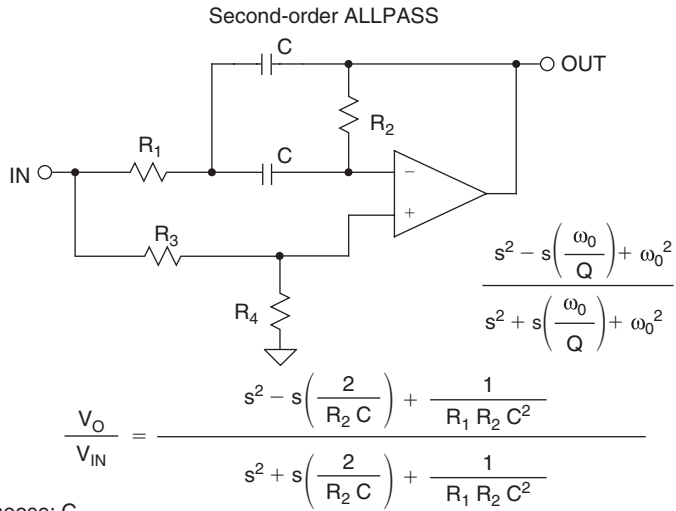 Second-order ALLPASS
C
OUT
R2
R1
C
IN
−
+
R3
R4
s² − s(ω0/Q) + ω0²
s² + s(ω0/Q) + ω0²
VO/VIN = 
s² − s(2/R2 C) + 1/R1 R2 C²
s² + s(2/R2 C) + 1/R1 R2 C²